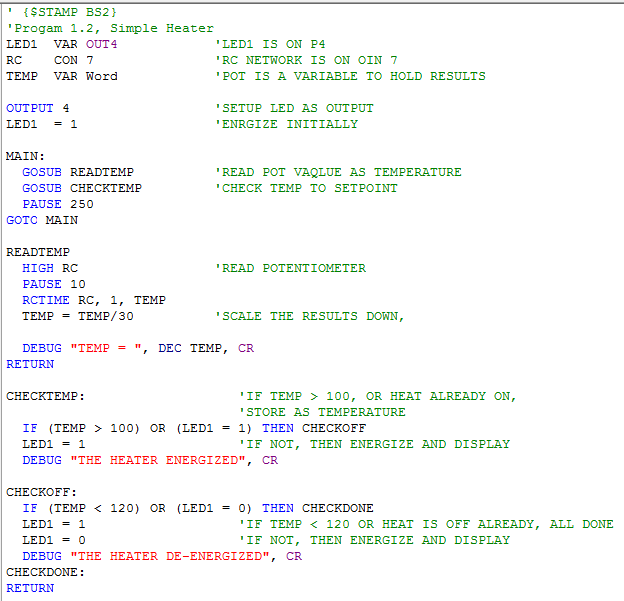 ' {$STAMP BS2}
'Progam 1.2, Simple Heater
LED1  VAR OUT4            'LED1 IS ON P4
RC    CON 7               'RC NETWORK IS ON OIN 7
TEMP  VAR Word            'POT IS A VARIABLE TO HOLD RESULTS
OUTPUT 4                  'SETUP LED AS OUTPUT
LED1  = 1                 'ENRGIZE INITIALLY
MAIN:
  GOSUB READTEMP          'READ POT VAQLUE AS TEMPERATURE
  GOSUB CHECKTEMP         'CHECK TEMP TO SETPOINT
  PAUSE 250
GOTO MAIN
READTEMP
  HIGH RC                 'READ POTENTIOMETER
  PAUSE 10
  RCTIME RC, 1, TEMP
  TEMP = TEMP/30          'SCALE THE RESULTS DOWN,
  DEBUG "TEMP = ", DEC TEMP, CR
RETURN
CHECKTEMP:                   'IF TEMP > 100, OR HEAT ALREADY ON,
                             'STORE AS TEMPERATURE
  IF (TEMP > 100) OR (LED1 = 1) THEN CHECKOFF
  LED1 = 1                   'IF NOT, THEN ENERGIZE AND DISPLAY
  DEBUG "THE HEATER ENERGIZED", CR
CHECKOFF:
  IF (TEMP < 120) OR (LED1 = 0) THEN CHECKDONE
  LED1 = 1                   'IF TEMP < 120 OR HEAT IS OFF ALREADY, ALL DONE
  LED1 = 0                   'IF NOT, THEN ENERGIZE AND DISPLAY
  DEBUG "THE HEATER DE-ENERGIZED", CR
CHECKDONE:
RETURN